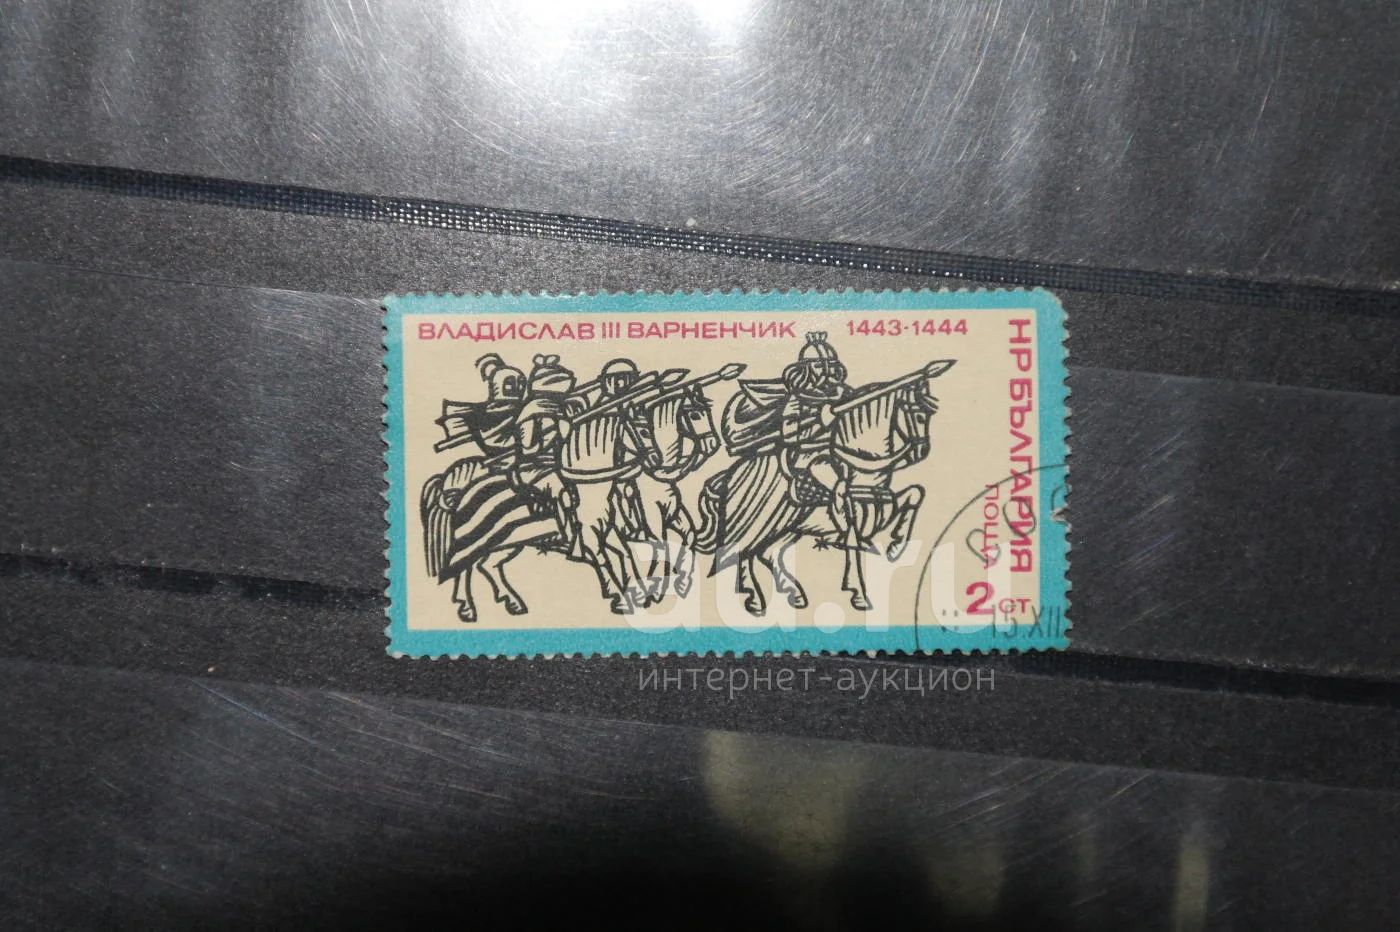 ВЛАДИСЛАВ III ВАРНЕНЧИК 1443-1444
НР БЪЛГАРИЯ
ПОЩА
2 СТ
15.XII
au.ru
интернет-аукцион